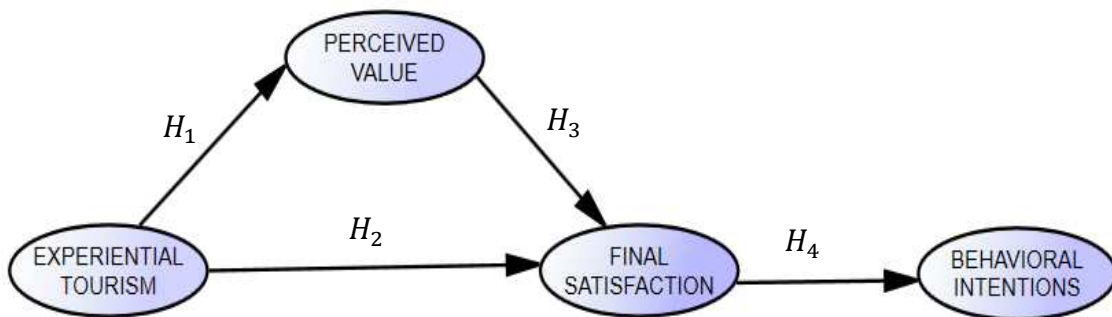 PERCEIVED
VALUE
H₁
H₃
H₂
EXPERIENTIAL
TOURISM
FINAL
SATISFACTION
H₄
BEHAVIORAL
INTENTIONS